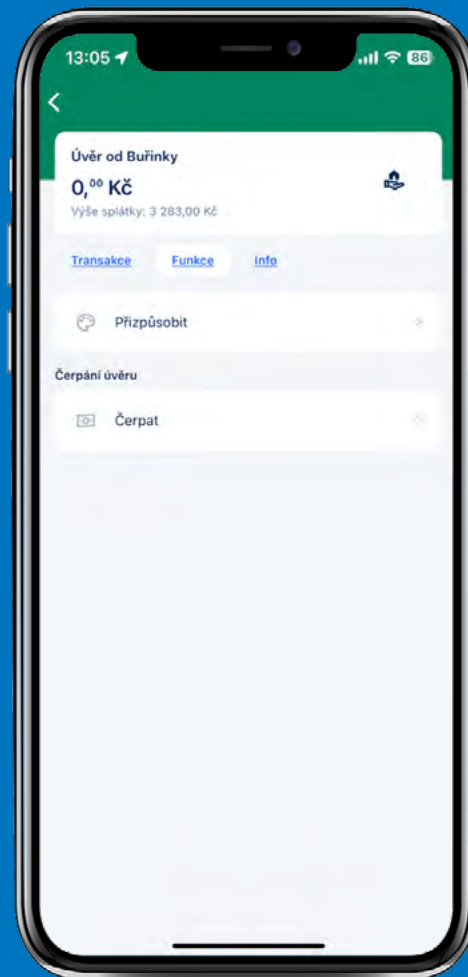 13:05
86
Úvěr od Buřinky
0,⁰⁰ Kč
Výše splátky: 3 283,00 Kč
Transakce Funkce Info
Přizpůsobit
Čerpání úvěru
Čerpat